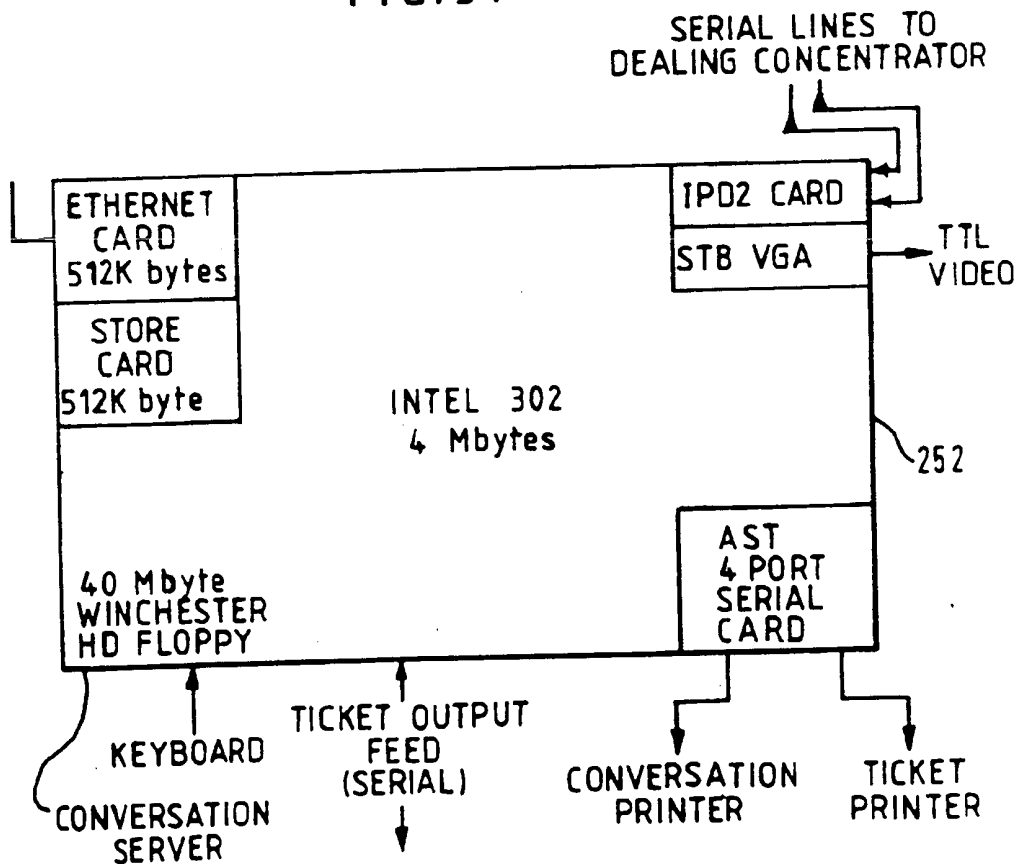 SERIAL LINES TO
DEALING CONCENTRATOR
ETHERNET
CARD
512K bytes
IPD2 CARD
STB VGA
TTL
VIDEO
STORE
CARD
512K byte
INTEL 302
4 Mbytes
252
AST
4 PORT
SERIAL
CARD
40 Mbyte
WINCHESTER
HD FLOPPY
KEYBOARD
TICKET OUTPUT
FEED
(SERIAL)
CONVERSATION
PRINTER
TICKET
PRINTER
CONVERSATION
SERVER